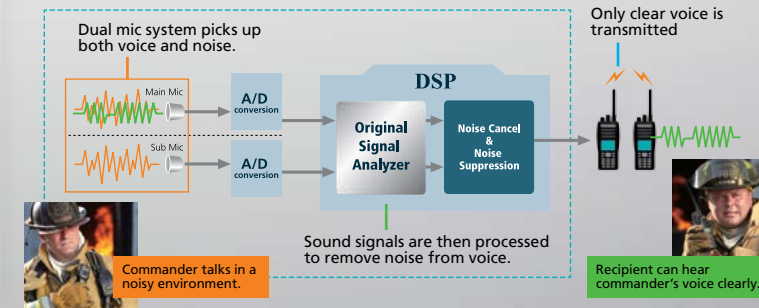 Dual mic system picks up
both voice and noise.
Only clear voice is
transmitted
Main Mic
Sub Mic
A/D
conversion
A/D
conversion
DSP
Original
Signal
Analyzer
Noise Cancel
&
Noise
Suppression
Sound signals are then processed
to remove noise from voice.
Commander talks in a
noisy environment.
Recipient can hear
commander's voice clearly.